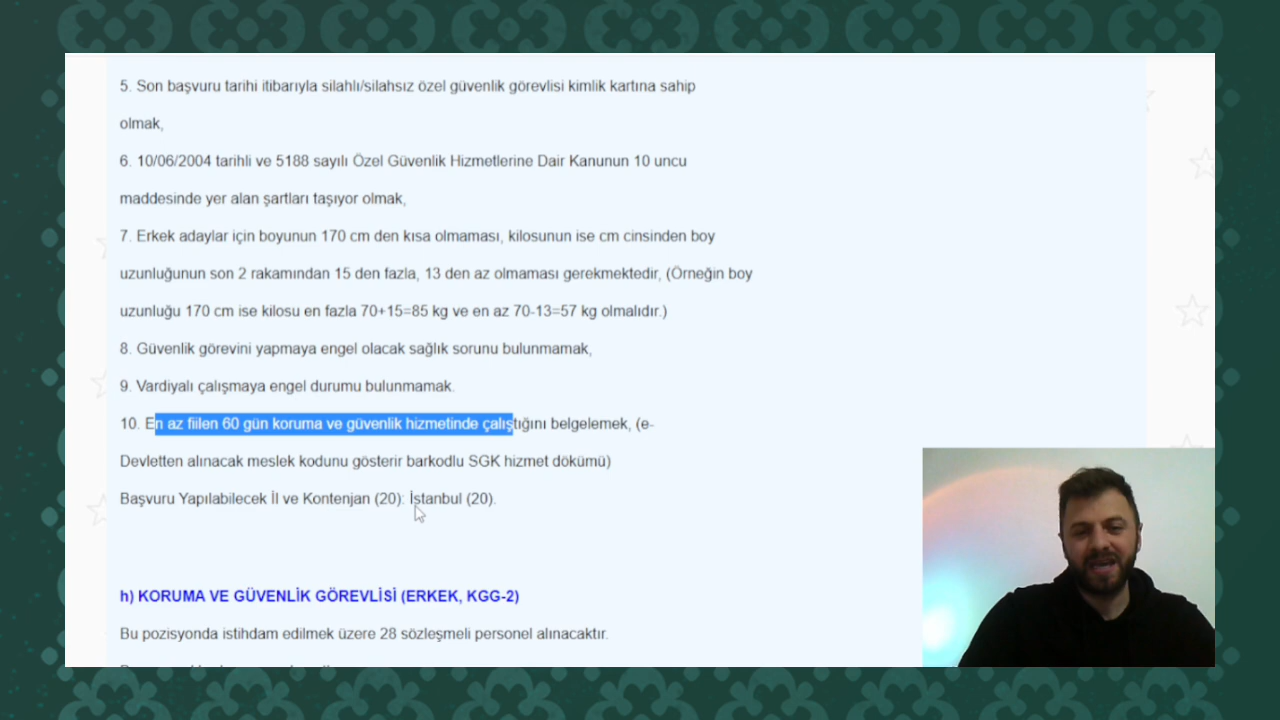 5. Son başvuru tarihi itibarıyla silahlı/silahsız özel güvenlik görevlisi kimlik kartına sahip
olmak,
6. 10/06/2004 tarihli ve 5188 sayılı Özel Güvenlik Hizmetlerine Dair Kanunun 10 uncu
maddesinde yer alan şartları taşıyor olmak,
7. Erkek adaylar için boyunun 170 cm den kısa olmaması, kilosunun ise cm cinsinden boy
uzunluğunun son 2 rakamından 15 den fazla, 13 den az olmaması gerekmektedir, (Örneğin boy
uzunluğu 170 cm ise kilosu en fazla 70+15=85 kg ve en az 70-13=57 kg olmalıdır.)
8. Güvenlik görevini yapmaya engel olacak sağlık sorunu bulunmamak,
9. Vardiyalı çalışmaya engel durumu bulunmamak.
10. En az fiilen 60 gün koruma ve güvenlik hizmetinde çalıştığını belgelemek, (e-
Devletten alınacak meslek kodunu gösterir barkodlu SGK hizmet dökümü)
Başvuru Yapılabilecek İl ve Kontenjan (20): İstanbul (20).
h) KORUMA VE GÜVENLİK GÖREVLİSİ (ERKEK, KGG-2)
Bu pozisyonda istihdam edilmek üzere 28 sözleşmeli personel alınacaktır.